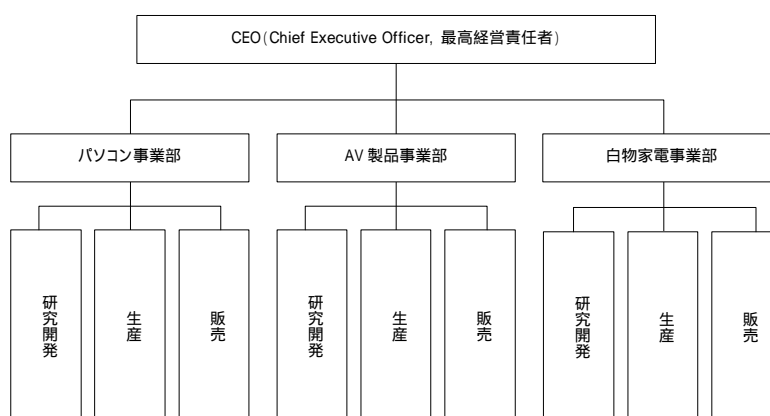 CEO(Chief Executive Officer, 最高経営責任者)
パソコン事業部
AV 製品事業部
白物家電事業部
研究開発
生産
販売
研究開発
生産
販売
研究開発
生産
販売